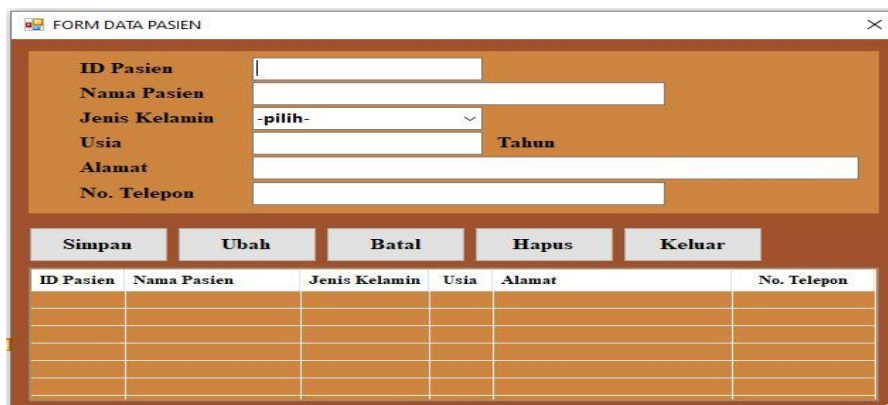 FORM DATA PASIEN
ID Pasien
Nama Pasien
Jenis Kelamin -pilih-
Usia Tahun
Alamat
No. Telepon
Simpan Ubah Batal Hapus Keluar
ID Pasien Nama Pasien Jenis Kelamin Usia Alamat No. Telepon